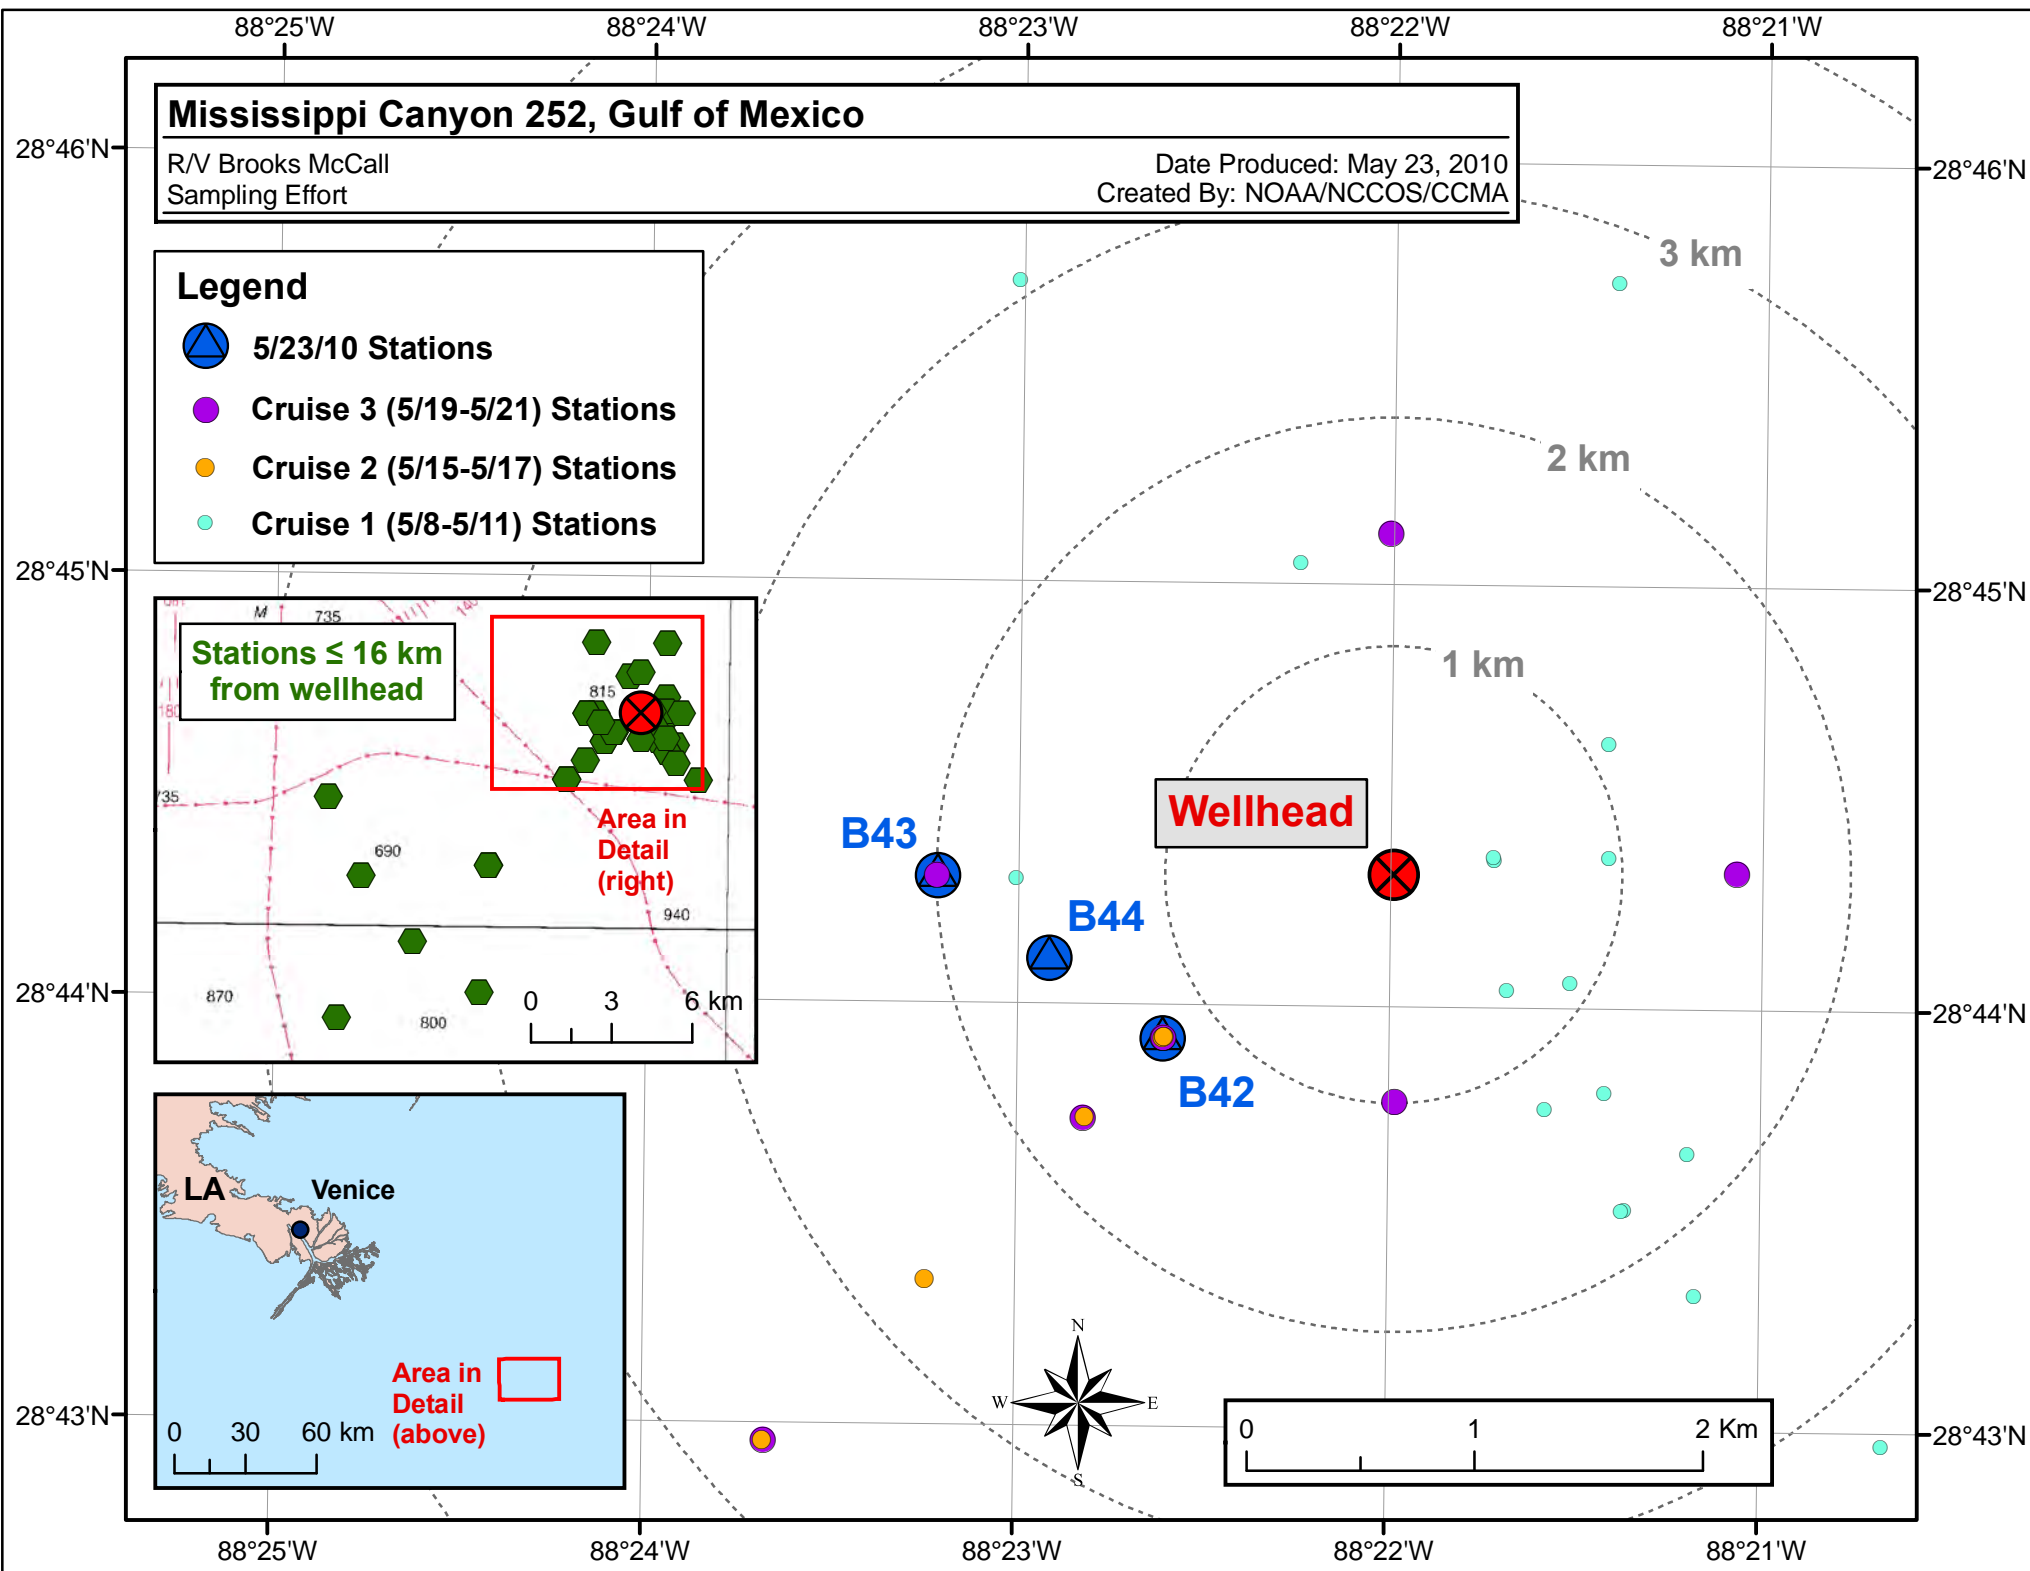 88°25'W 88°24'W 88°23'W 88°22'W 88°21'W
Mississippi Canyon 252, Gulf of Mexico
R/V Brooks McCall
Sampling Effort
Date Produced: May 23, 2010
Created By: NOAA/NCCOS/CCMA
28°46'N
28°46'N
3 km
Legend
5/23/10 Stations
Cruise 3 (5/19-5/21) Stations
Cruise 2 (5/15-5/17) Stations
Cruise 1 (5/8-5/11) Stations
2 km
28°45'N
28°45'N
1 km
M
735
140
Stations ≤ 16 km
from wellhead
180
815
735
Area in
Detail
(right)
690
940
870
800
0 3 6 km
Wellhead
B43
B44
B42
28°44'N
28°44'N
LA
Venice
Area in
Detail
(above)
0 30 60 km
N
W
E
S
0 1 2 Km
28°43'N
28°43'N
88°25'W 88°24'W 88°23'W 88°22'W 88°21'W